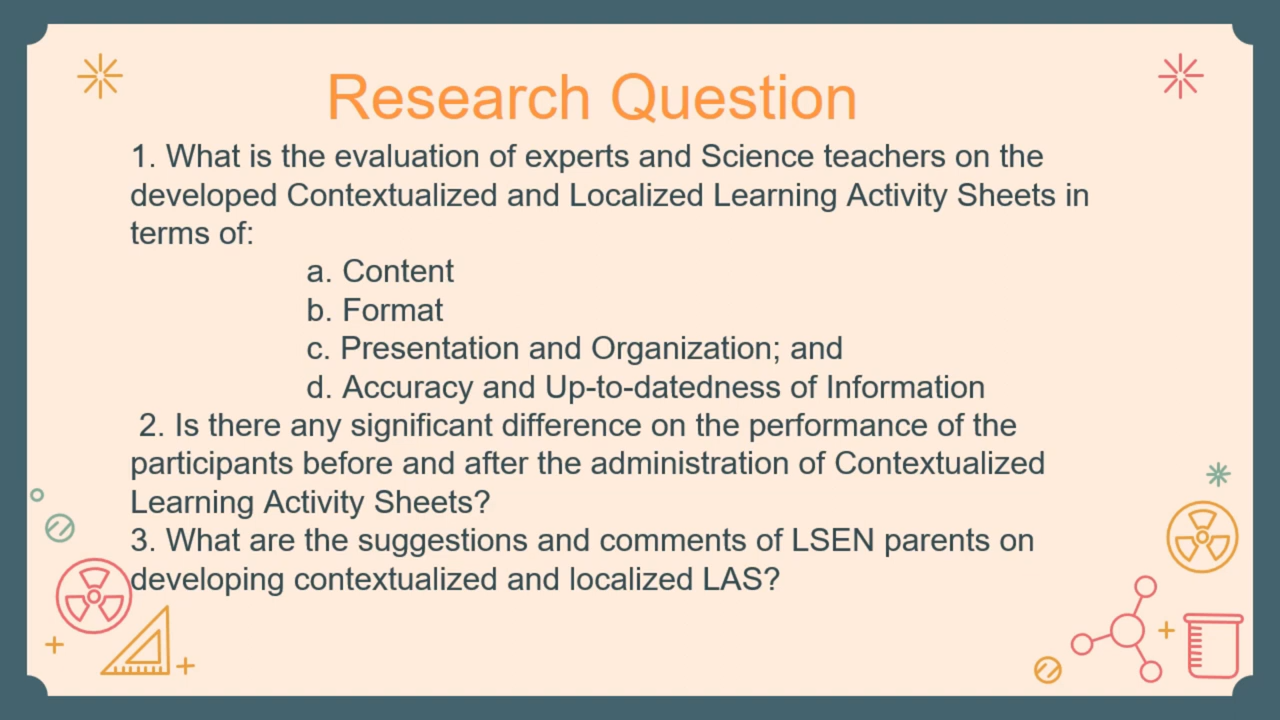 Research Question
1. What is the evaluation of experts and Science teachers on the
developed Contextualized and Localized Learning Activity Sheets in
terms of:
a. Content
b. Format
c. Presentation and Organization; and
d. Accuracy and Up-to-datedness of Information
2. Is there any significant difference on the performance of the
participants before and after the administration of Contextualized
Learning Activity Sheets?
3. What are the suggestions and comments of LSEN parents on
developing contextualized and localized LAS?